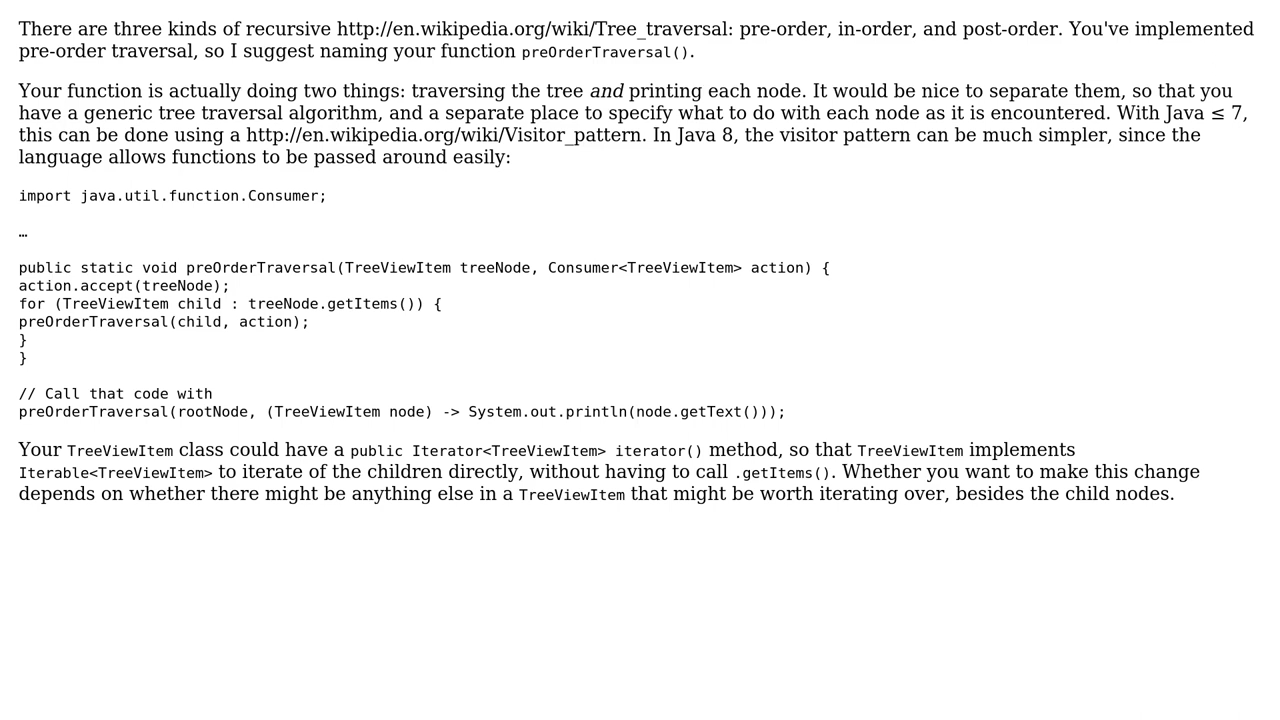 There are three kinds of recursive http://en.wikipedia.org/wiki/Tree_traversal: pre-order, in-order, and post-order. You've implemented
pre-order traversal, so I suggest naming your function preOrderTraversal().
Your function is actually doing two things: traversing the tree and printing each node. It would be nice to separate them, so that you
have a generic tree traversal algorithm, and a separate place to specify what to do with each node as it is encountered. With Java ≤ 7,
this can be done using a http://en.wikipedia.org/wiki/Visitor_pattern. In Java 8, the visitor pattern can be much simpler, since the
language allows functions to be passed around easily:
import java.util.function.Consumer;
…
public static void preOrderTraversal(TreeViewItem treeNode, Consumer<TreeViewItem> action) {
action.accept(treeNode);
for (TreeViewItem child : treeNode.getItems()) {
preOrderTraversal(child, action);
}
}
// Call that code with
preOrderTraversal(rootNode, (TreeViewItem node) -> System.out.println(node.getText()));
Your TreeViewItem class could have a public Iterator<TreeViewItem> iterator() method, so that TreeViewItem implements
Iterable<TreeViewItem> to iterate of the children directly, without having to call .getItems(). Whether you want to make this change
depends on whether there might be anything else in a TreeViewItem that might be worth iterating over, besides the child nodes.